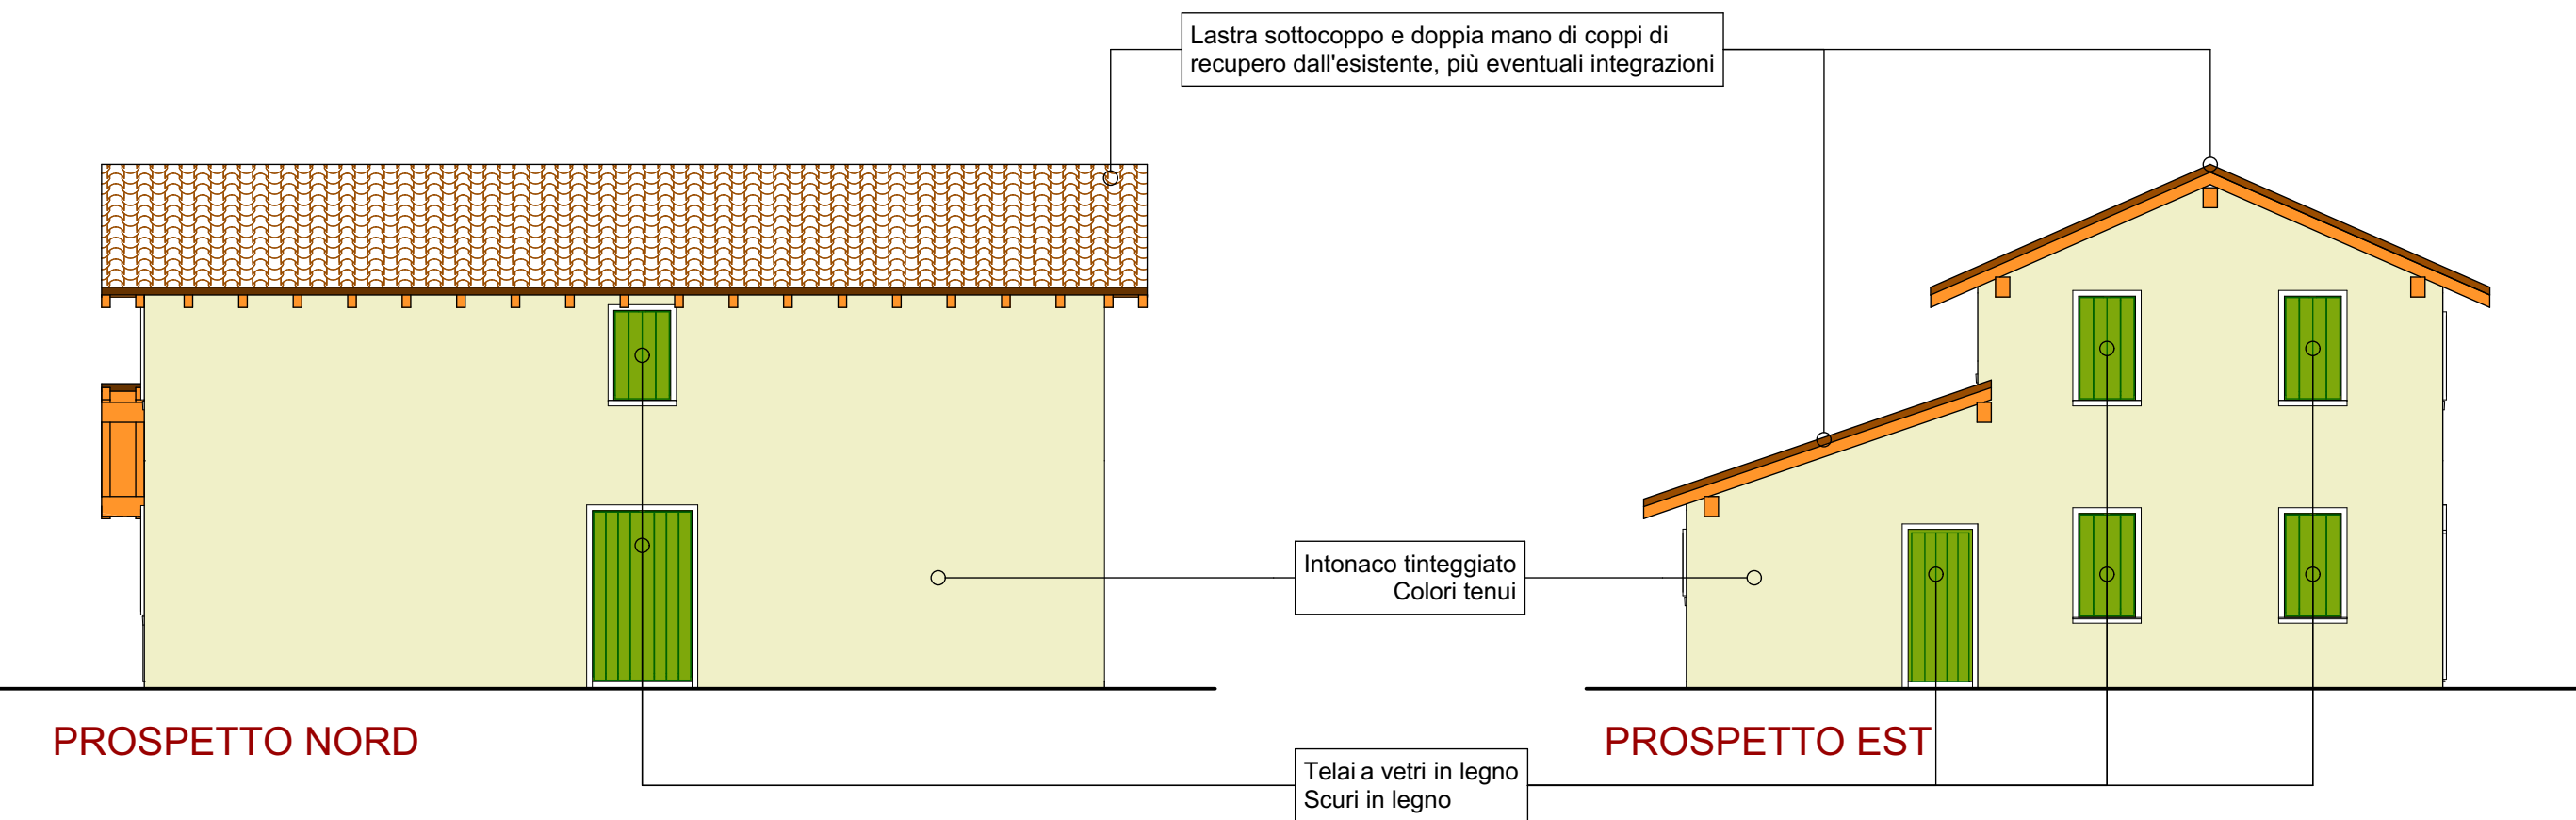 Lastra sottocoppo e doppia mano di coppi di
recupero dall'esistente, più eventuali integrazioni
Intonaco tinteggiato
Colori tenui
PROSPETTO NORD
PROSPETTO EST
Telai a vetri in legno
Scuri in legno